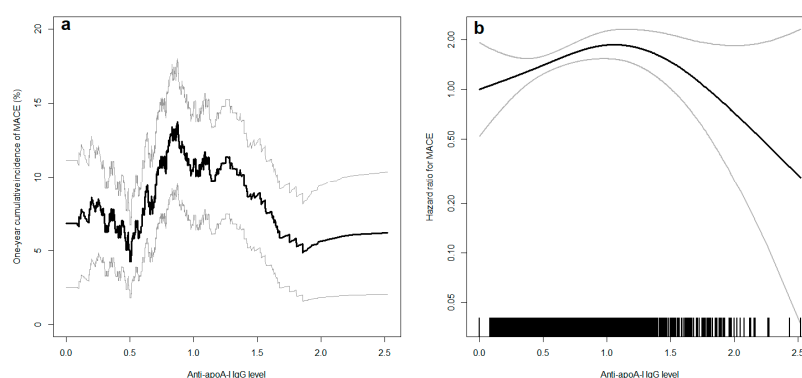 a
One-year cumulative incidence of MACE (%)
20
15
10
5
0
0.0 0.5 1.0 1.5 2.0 2.5
Anti-apoA-I IgG level
b
Hazard ratio for MACE
2.00
1.00
0.50
0.20
0.10
0.05
0.0 0.5 1.0 1.5 2.0 2.5
Anti-apoA-I IgG level